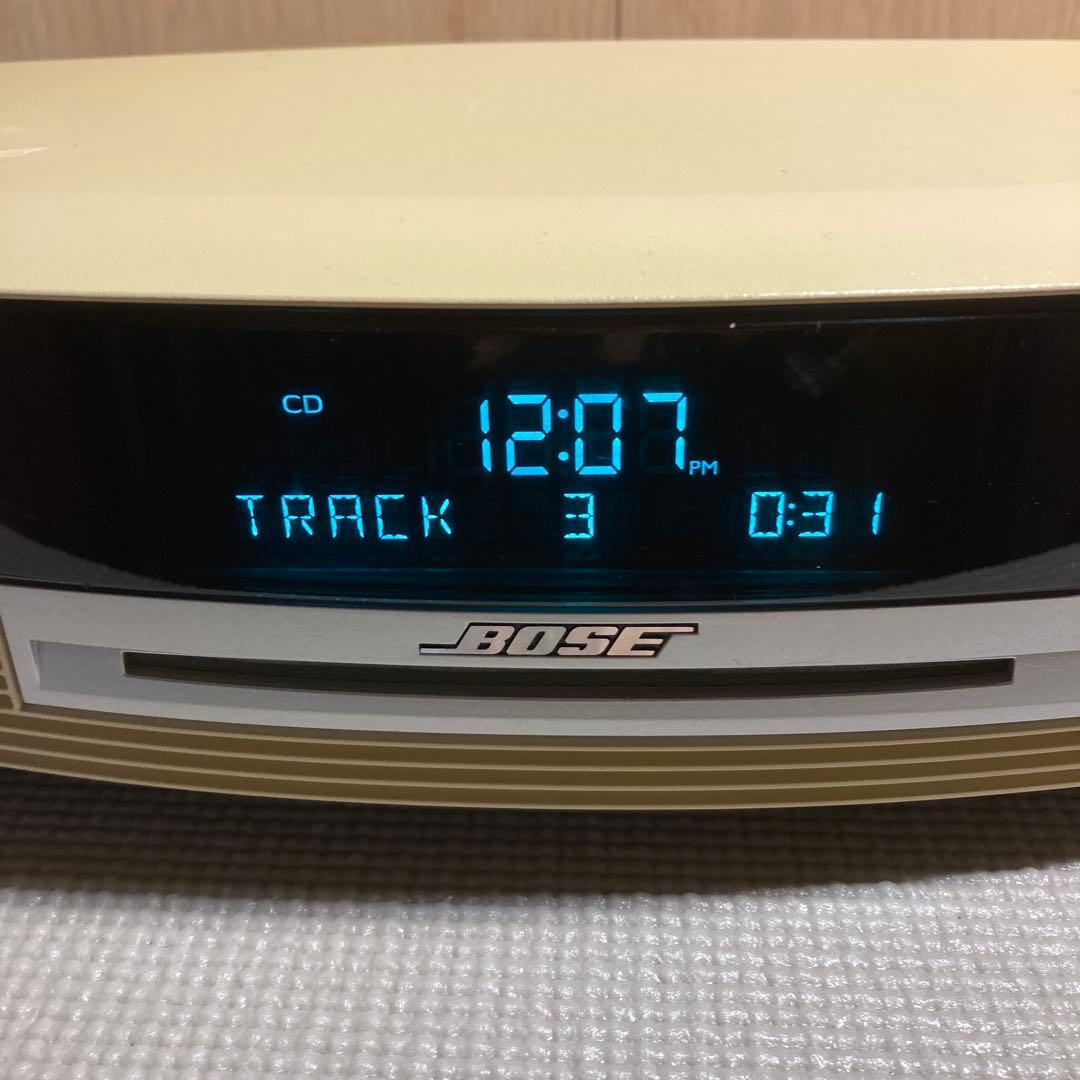 CD 12:07 PM
TRACK 3 0:31
BOSE